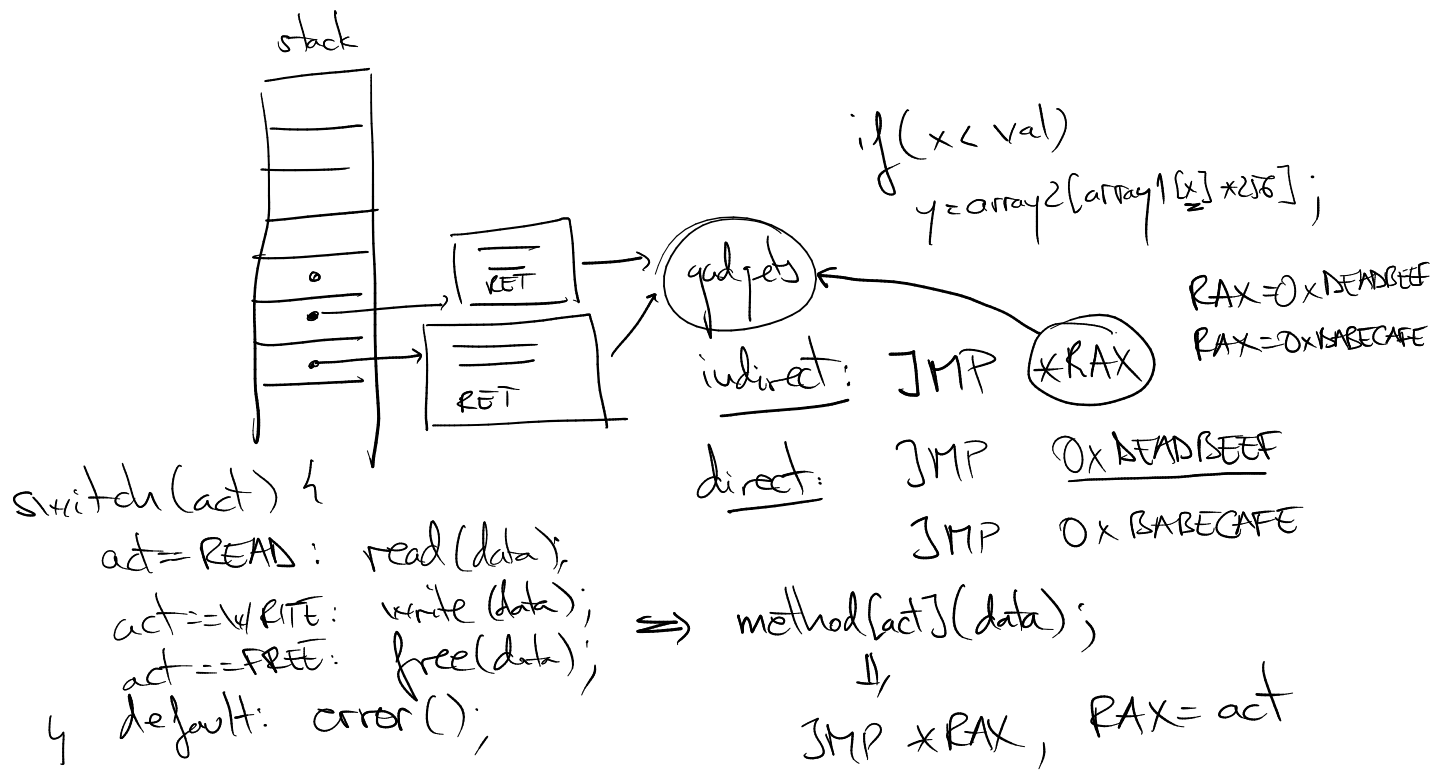 stack
if(x < val)
y=array2[array1[x]*256];
RET
RET
gadgets
RAX=0xDEADBEEF
RAX=0xBABECAFE
indirect: JMP *RAX
direct: JMP 0xDEADBEEF
JMP 0xBABECAFE
switch(act) {
act==READ: read(data);
act==WRITE: write(data);
act==FREE: free(data);
default: error();
}
⇒ method[act](data);
⇓
JMP *RAX, RAX=act